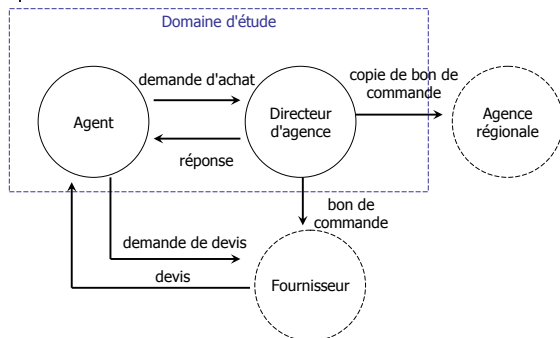 Domaine d'étude
demande d'achat
copie de bon de
commande
Agent
Directeur
d'agence
Agence
régionale
réponse
bon de
commande
demande de devis
devis
Fournisseur